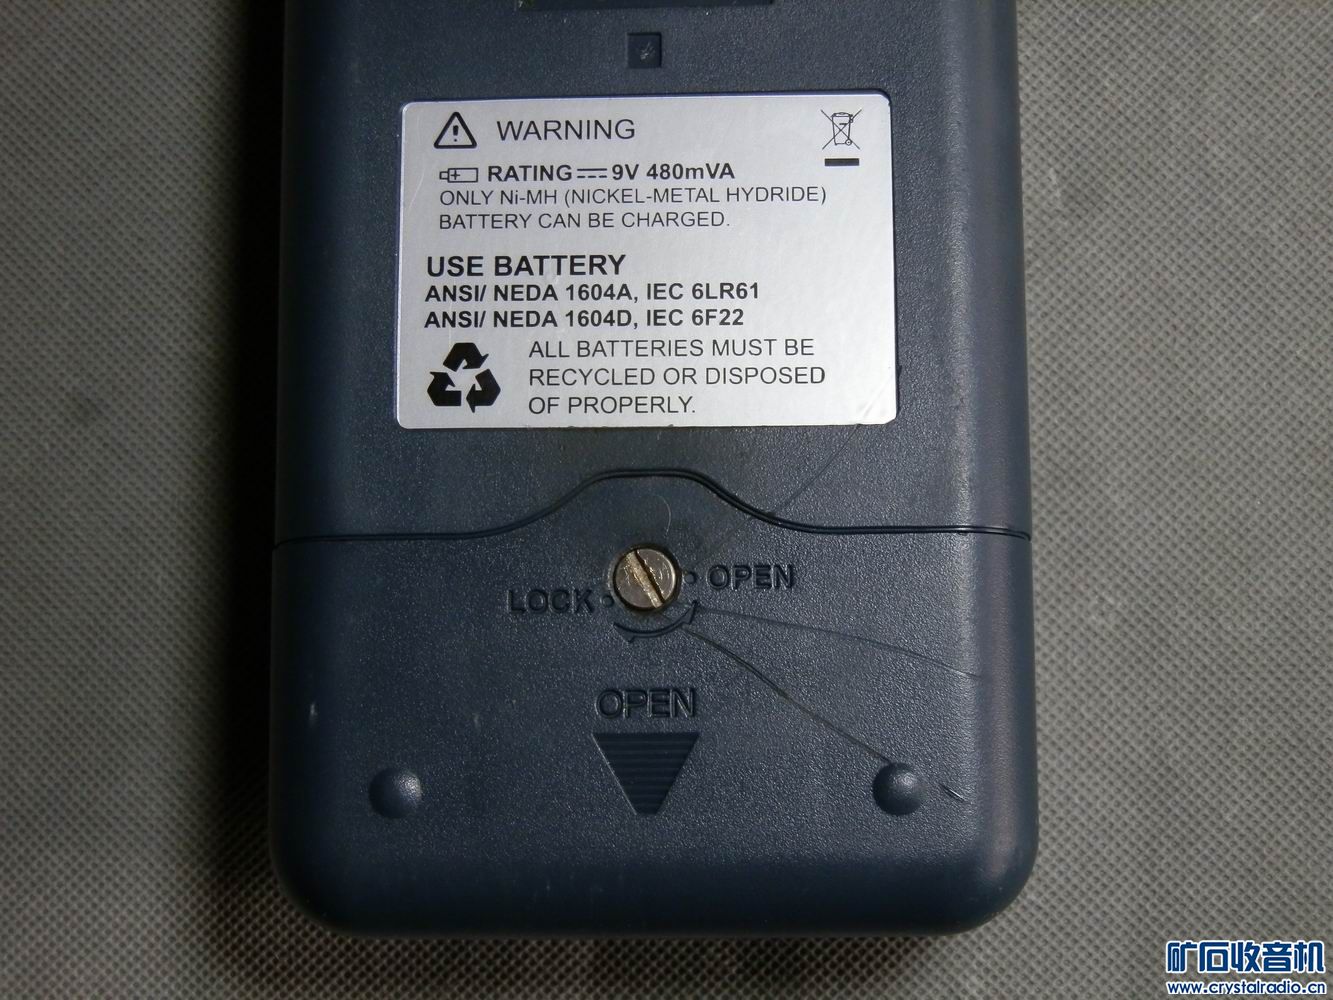 WARNING
RATING 9V 480mVA
ONLY Ni-MH (NICKEL-METAL HYDRIDE)
BATTERY CAN BE CHARGED.
USE BATTERY
ANSI/ NEDA 1604A, IEC 6LR61
ANSI/ NEDA 1604D, IEC 6F22
ALL BATTERIES MUST BE
RECYCLED OR DISPOSED
OF PROPERLY.
LOCK OPEN
OPEN
矿石收音机
www.crystalradio.cn